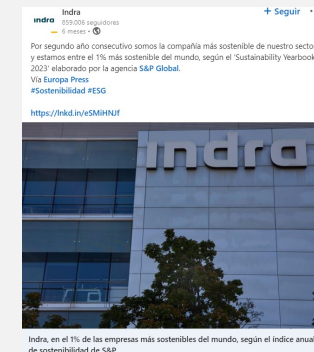 Indra
+ Seguir
indra
659.006 seguidores
6 meses •
Por segundo año consecutivo somos la compañía más sostenible de nuestro secto
y estamos entre el 1% más sostenible del mundo, según el 'Sustainability Yearbook
2023' elaborado por la agencia S&P Global.
Vía Europa Press
#Sostenibilidad #ESG
https://lnkd.in/eSMiHNJf
indra
Indra, en el 1% de las empresas más sostenibles del mundo, según el índice anual
de sostenibilidad de S&P